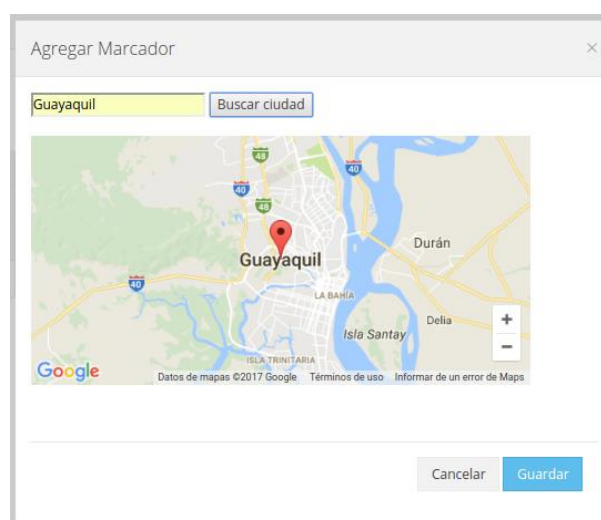 Agregar Marcador ×
Guayaquil Buscar ciudad
48
40 40
48
Durán
Guayaquil
40
LA BAHÍA
Delia +
Isla Santay −
ISLA TRINITARIA
Google Datos de mapas ©2017 Google Términos de uso Informar de un error de Maps
Cancelar Guardar